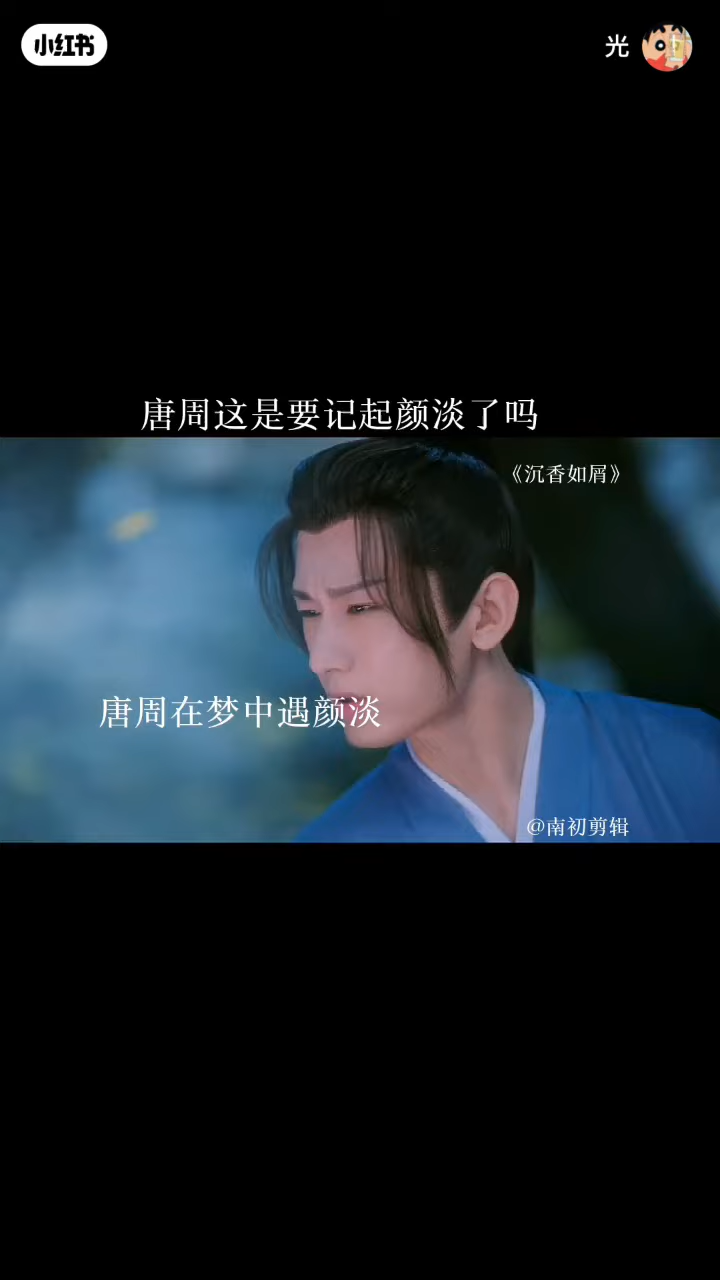 小红书
光
唐周这是要记起颜淡了吗
《沉香如屑》
唐周在梦中遇颜淡
@南初剪辑